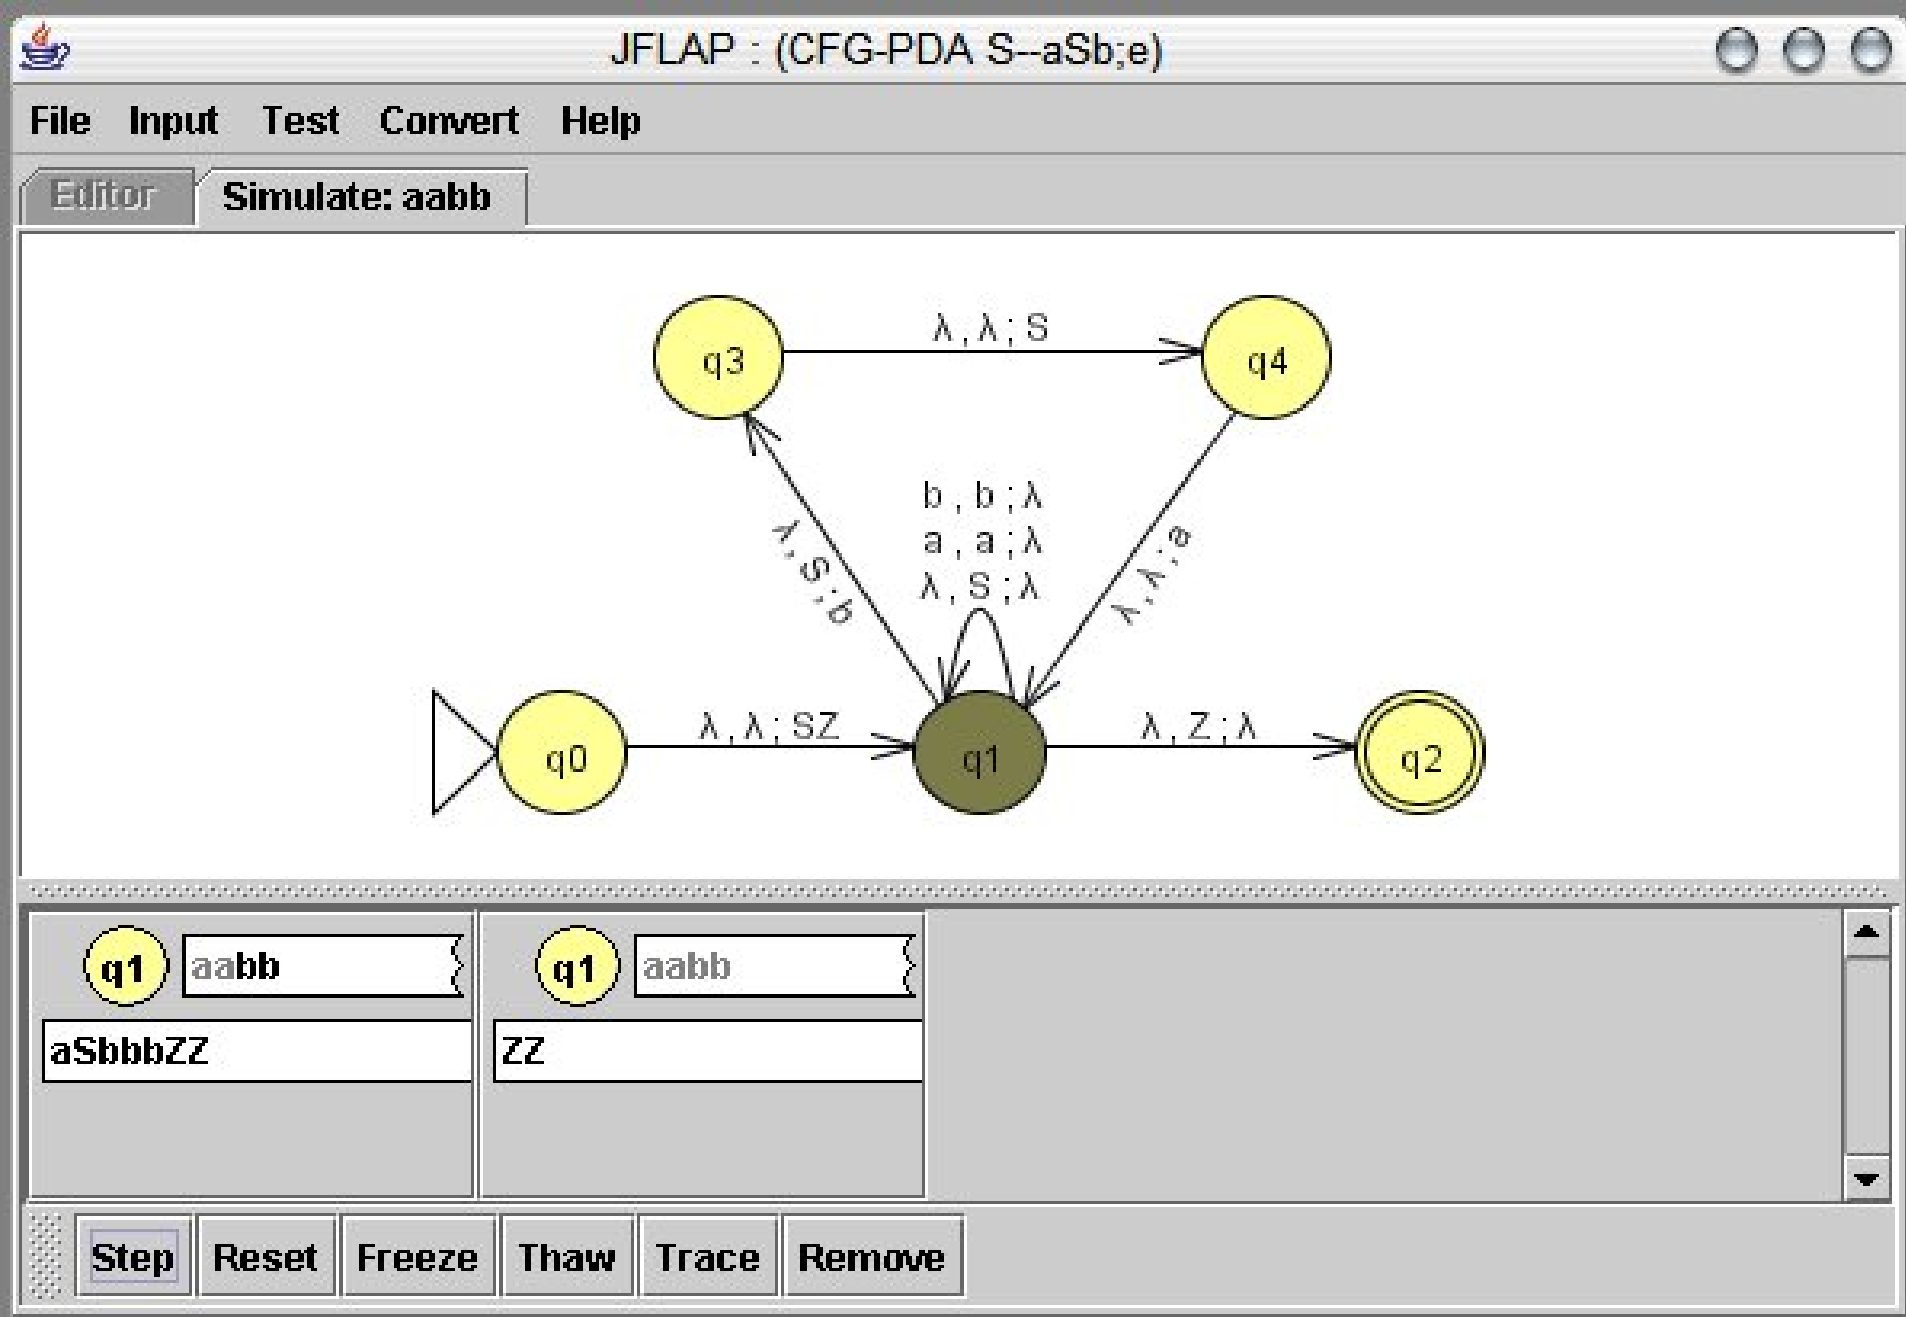 JFLAP : (CFG-PDA S--aSb;e)
File Input Test Convert Help
Editor Simulate: aabb
λ , λ ; S
q3
q4
b , b ; λ
a , a ; λ
λ , S ; λ
λ , S ; b
λ , λ ; a
λ , λ ; SZ
λ , Z ; λ
q0
q1
q2
q1 aabb
aSbbbZZ
q1 aabb
ZZ
Step Reset Freeze Thaw Trace Remove